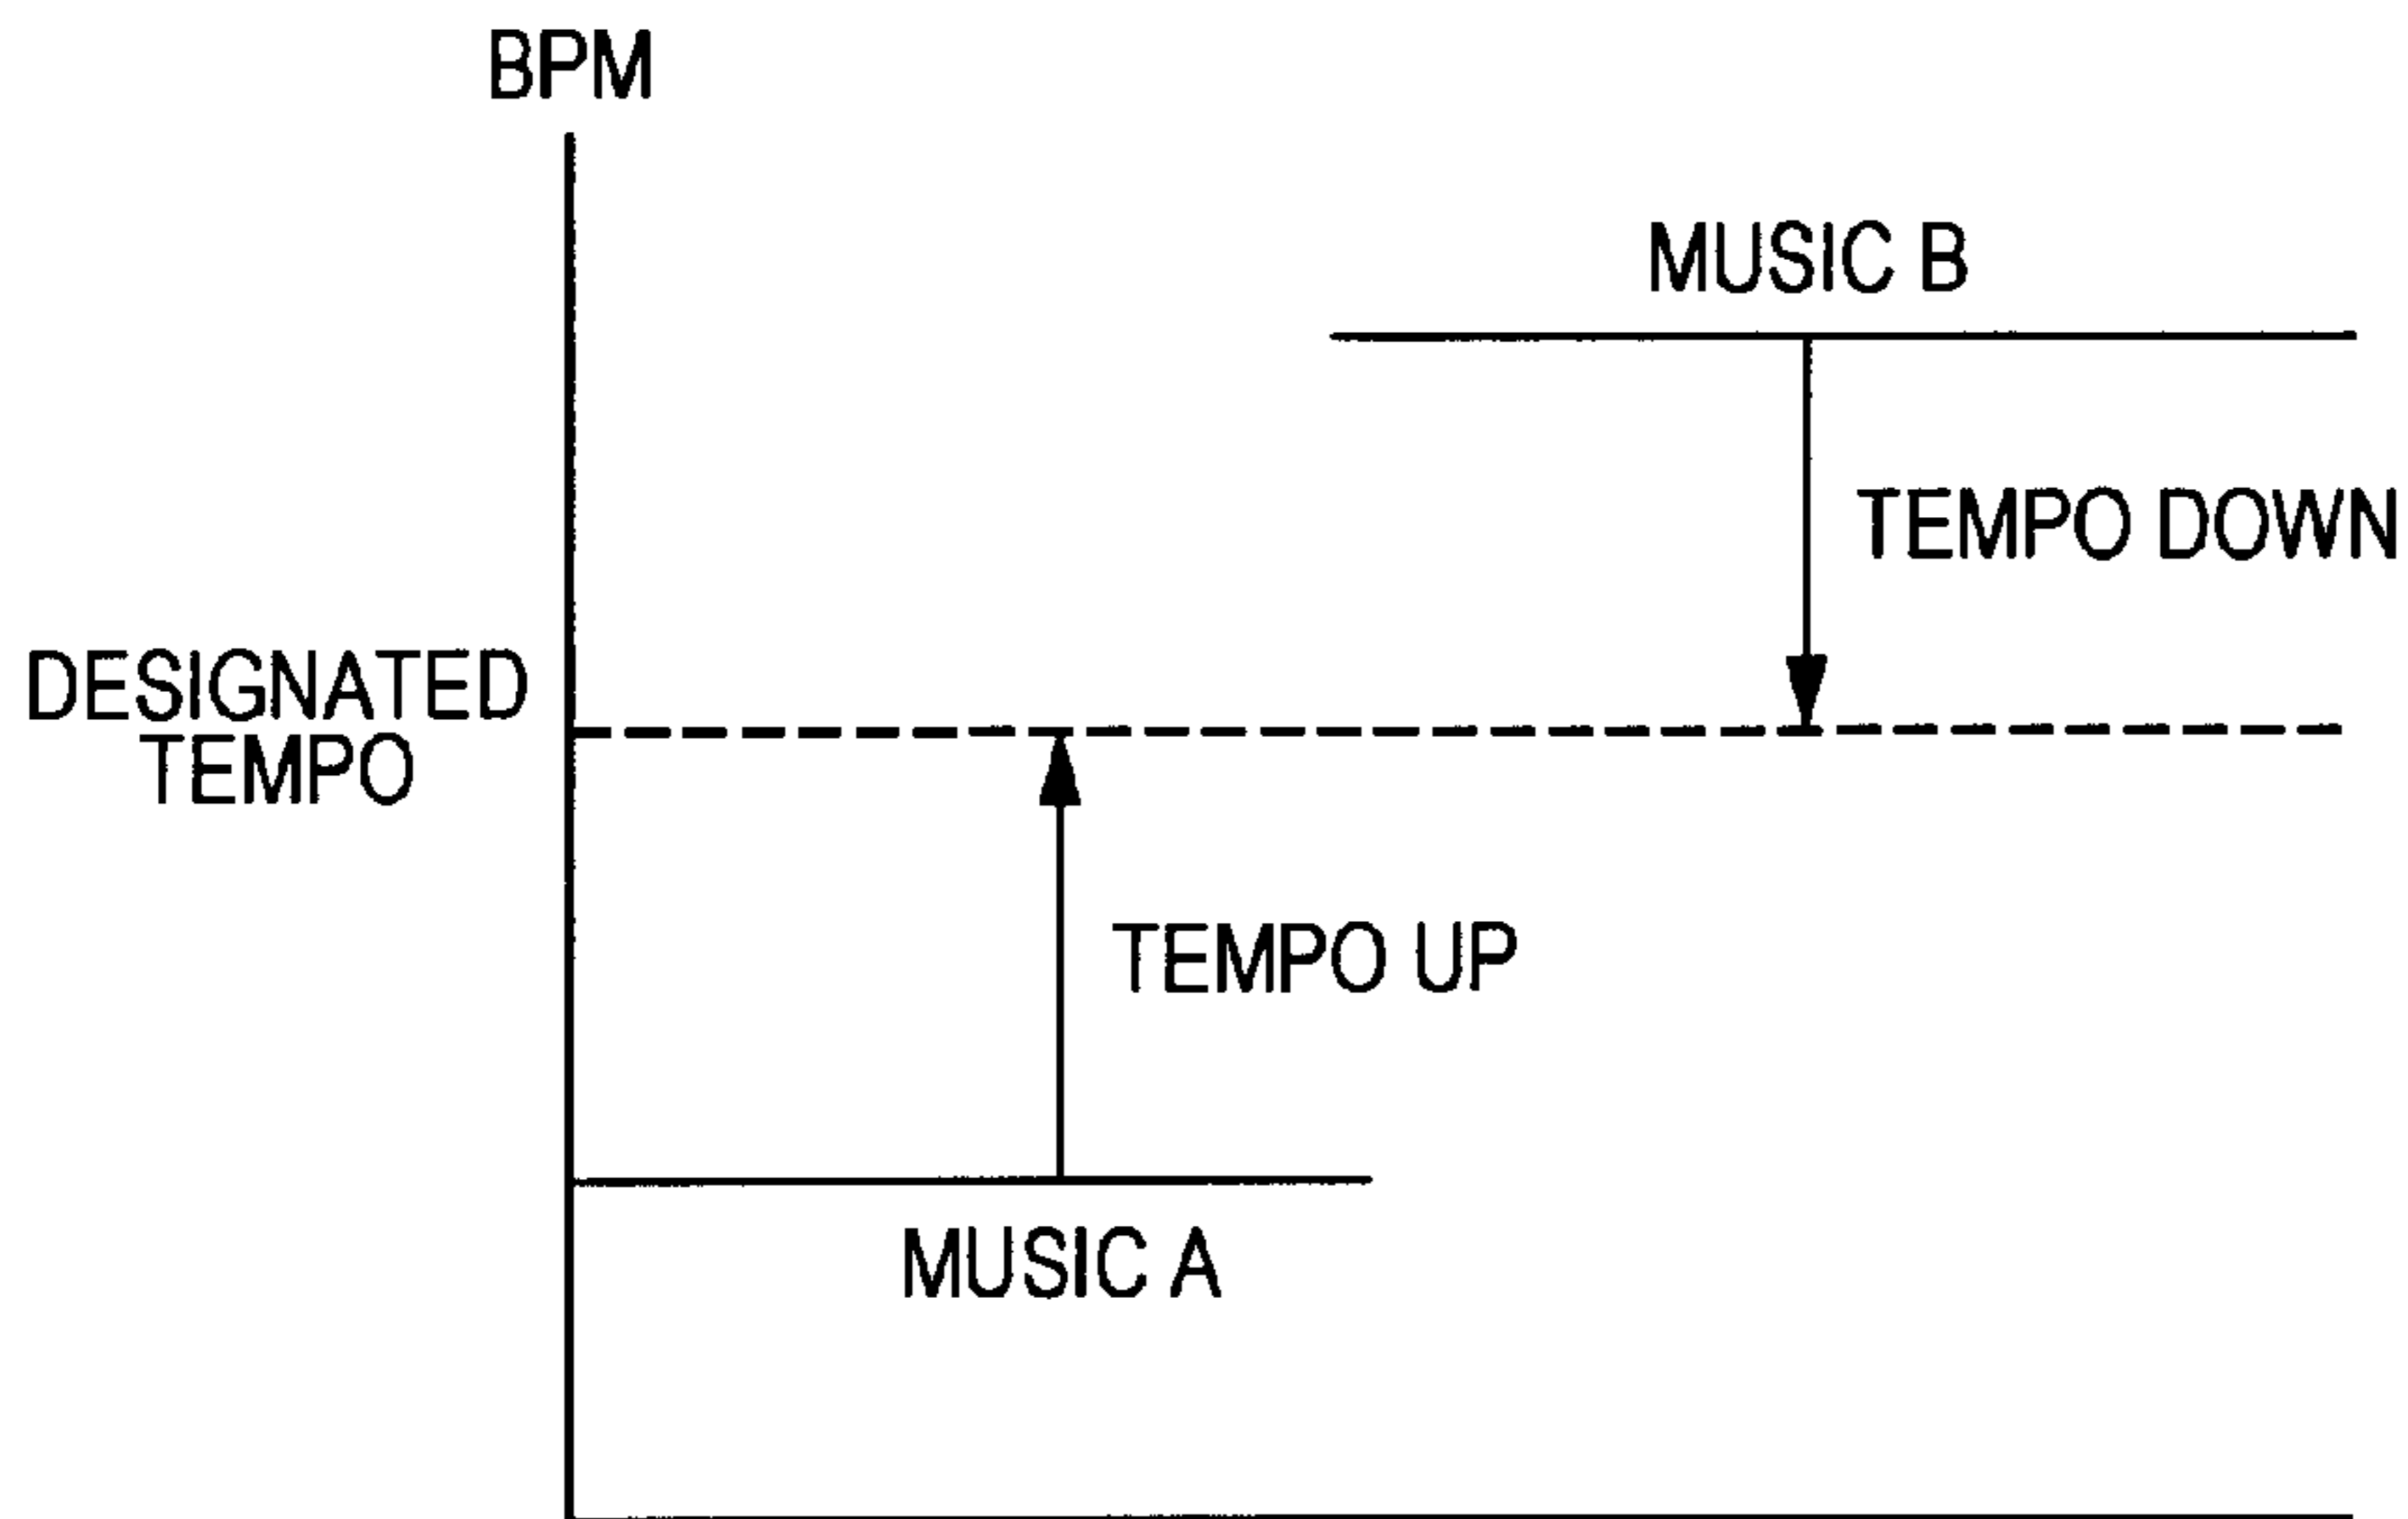 BPM
MUSIC B
TEMPO DOWN
DESIGNATED
TEMPO
TEMPO UP
MUSIC A